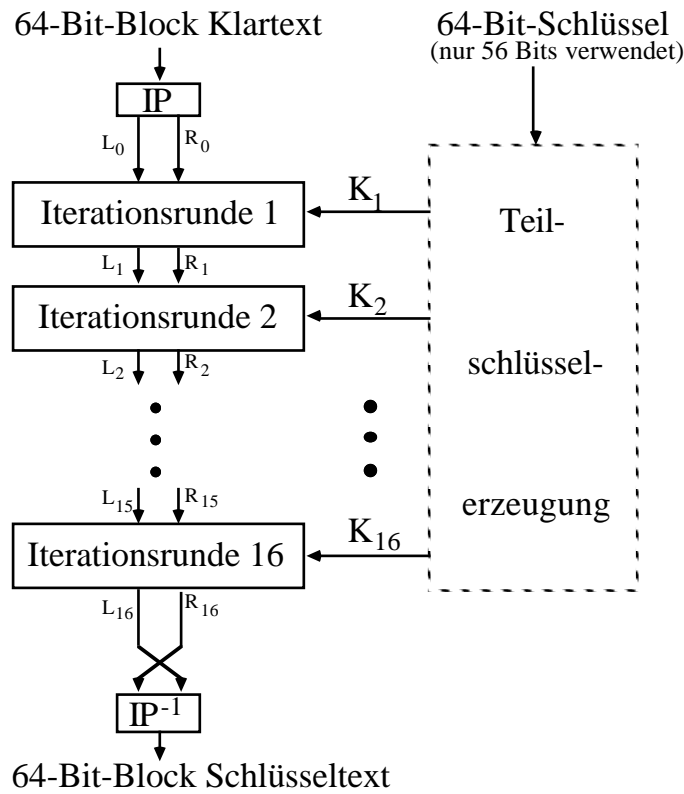 64-Bit-Block Klartext
64-Bit-Schlüssel
(nur 56 Bits verwendet)
IP
L0
R0
Iterationsrunde 1
K1
Teil-
L1
R1
Iterationsrunde 2
K2
L2
R2
schlüssel-
L15
R15
erzeugung
Iterationsrunde 16
K16
L16
R16
IP-1
64-Bit-Block Schlüsseltext